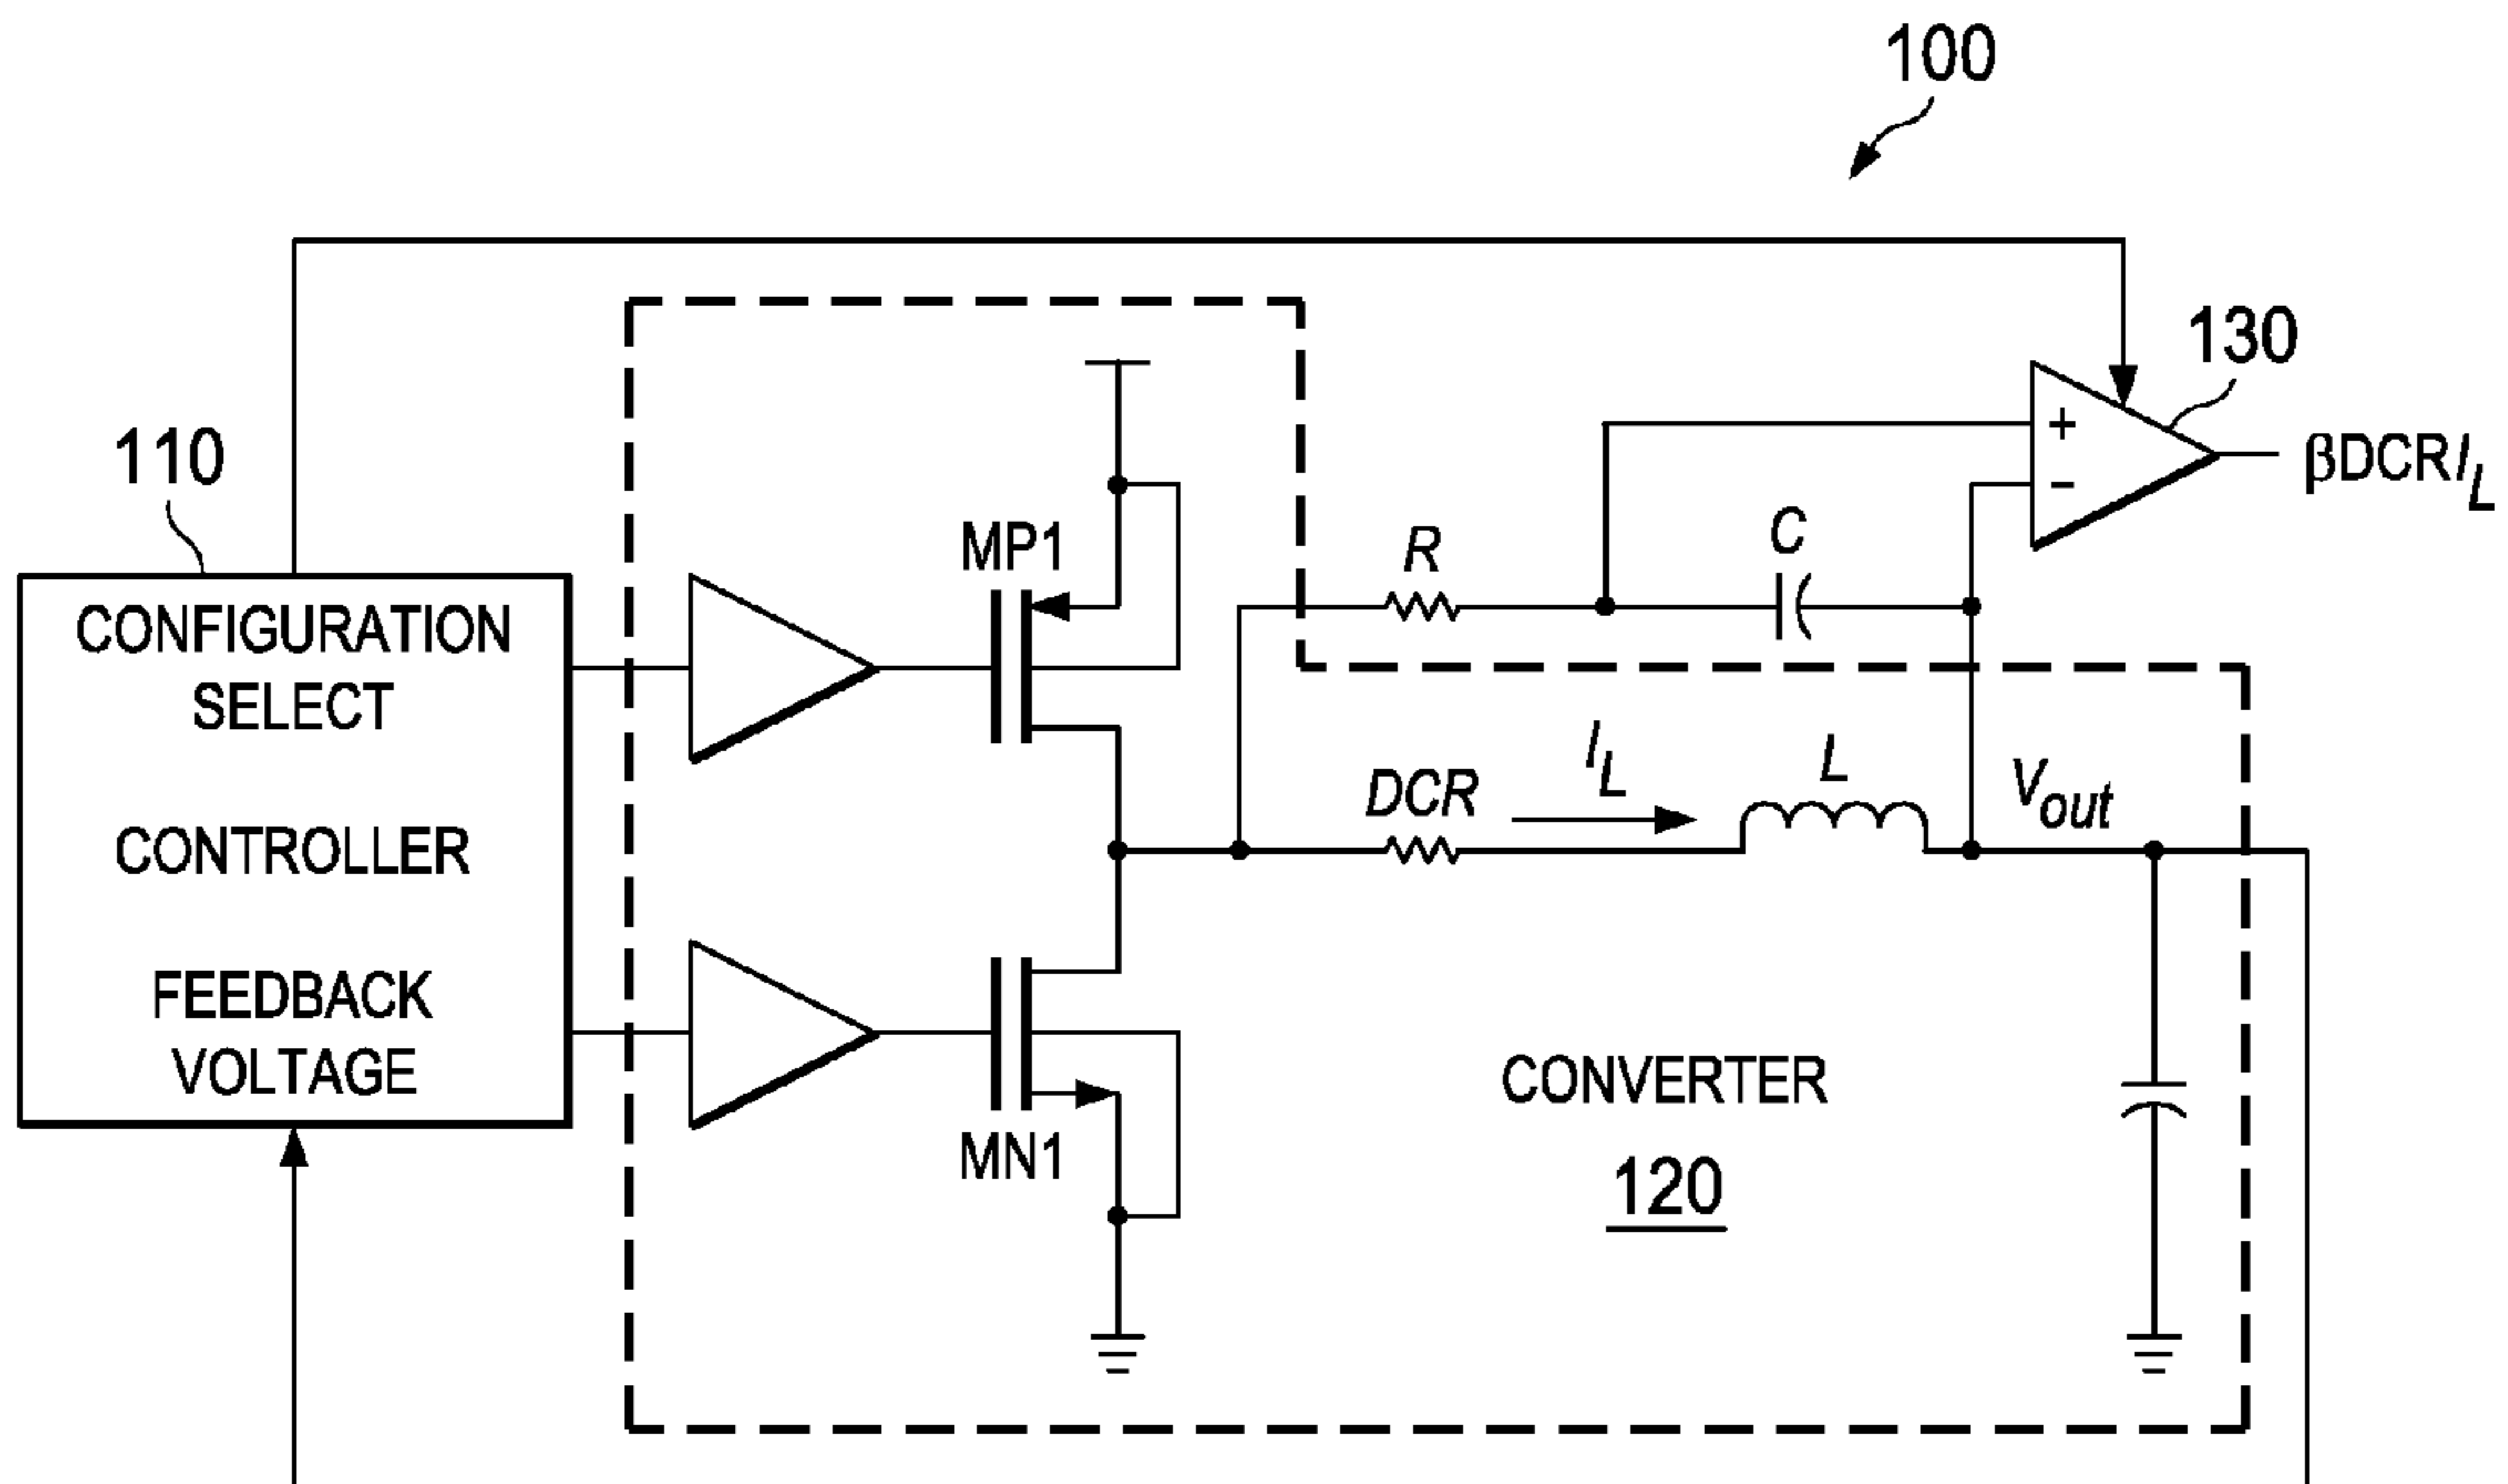 100
130
110
+
-
βDCRI_L
MP1
R
C
CONFIGURATION
SELECT
CONTROLLER
FEEDBACK
VOLTAGE
DCR
I_L
L
V_out
MN1
CONVERTER
120